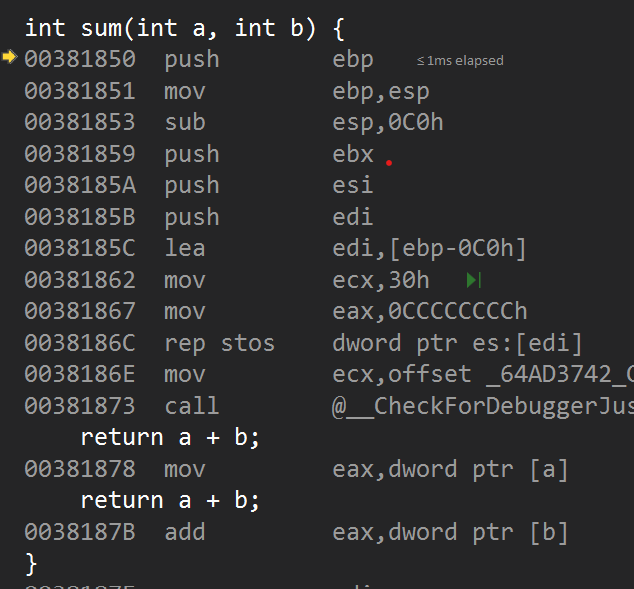 int sum(int a, int b) {
00381850 push ebp ≤1ms elapsed
00381851 mov ebp,esp
00381853 sub esp,0C0h
00381859 push ebx
0038185A push esi
0038185B push edi
0038185C lea edi,[ebp-0C0h]
00381862 mov ecx,30h
00381867 mov eax,0CCCCCCCCh
0038186C rep stos dword ptr es:[edi]
0038186E mov ecx,offset _64AD3742_
00381873 call @__CheckForDebuggerJus
return a + b;
00381878 mov eax,dword ptr [a]
return a + b;
0038187B add eax,dword ptr [b]
}